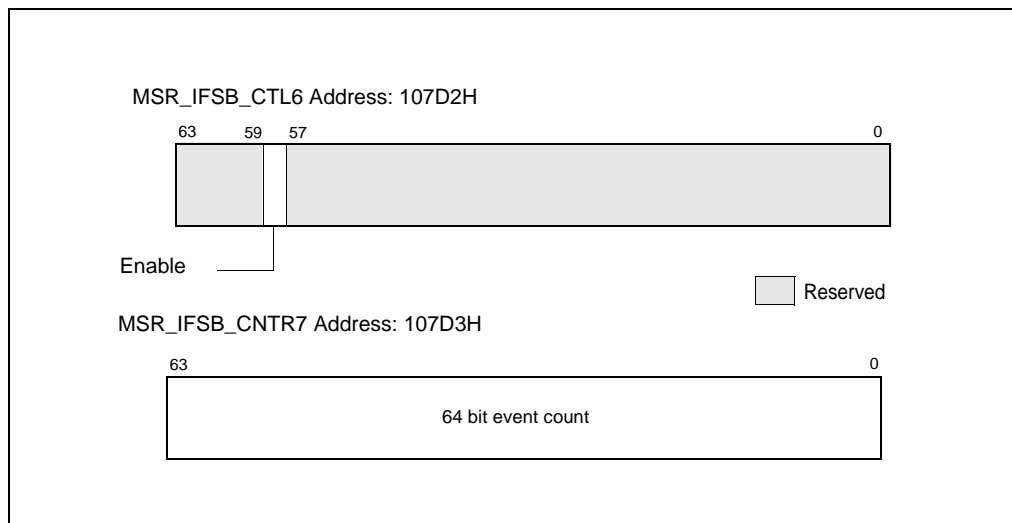 MSR_IFSB_CTL6 Address: 107D2H
63 59 57 0
Enable
Reserved
MSR_IFSB_CNTR7 Address: 107D3H
63 0
64 bit event count